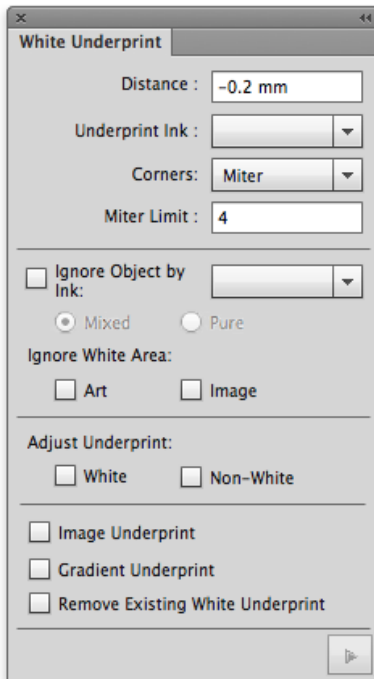 White Underprint
Distance : -0.2 mm
Underprint Ink :
Corners: Miter
Miter Limit : 4
Ignore Object by
Ink:
Mixed Pure
Ignore White Area:
Art Image
Adjust Underprint:
White Non-White
Image Underprint
Gradient Underprint
Remove Existing White Underprint